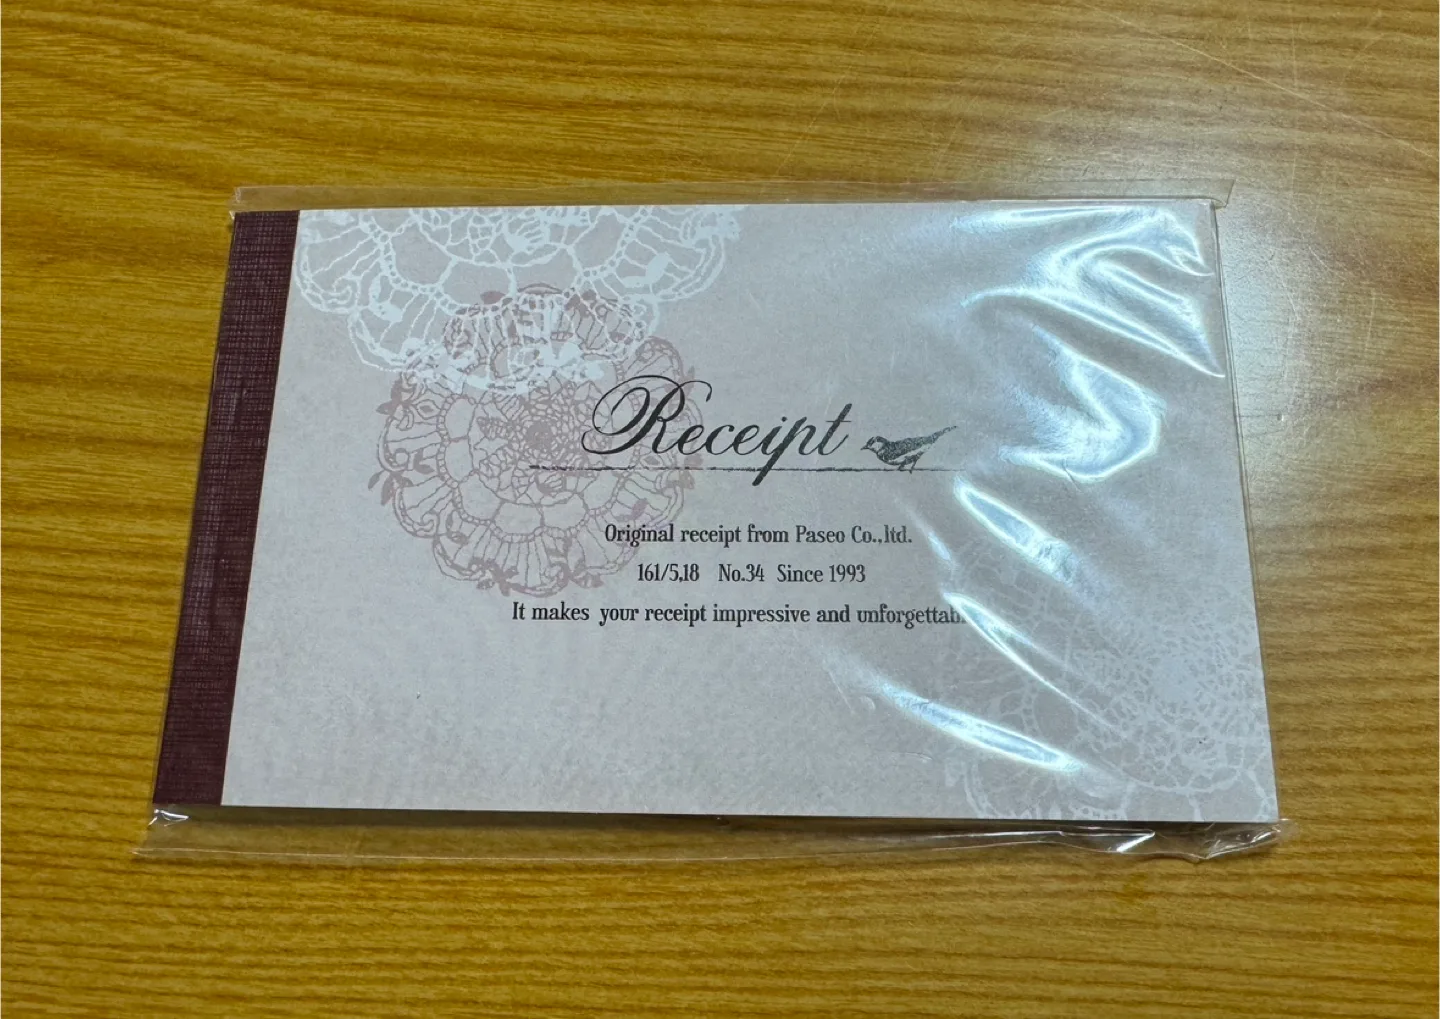 Receipt
Original receipt from Paseo Co.,ltd.
161/5,18 No.34 Since 1993
It makes your receipt impressive and